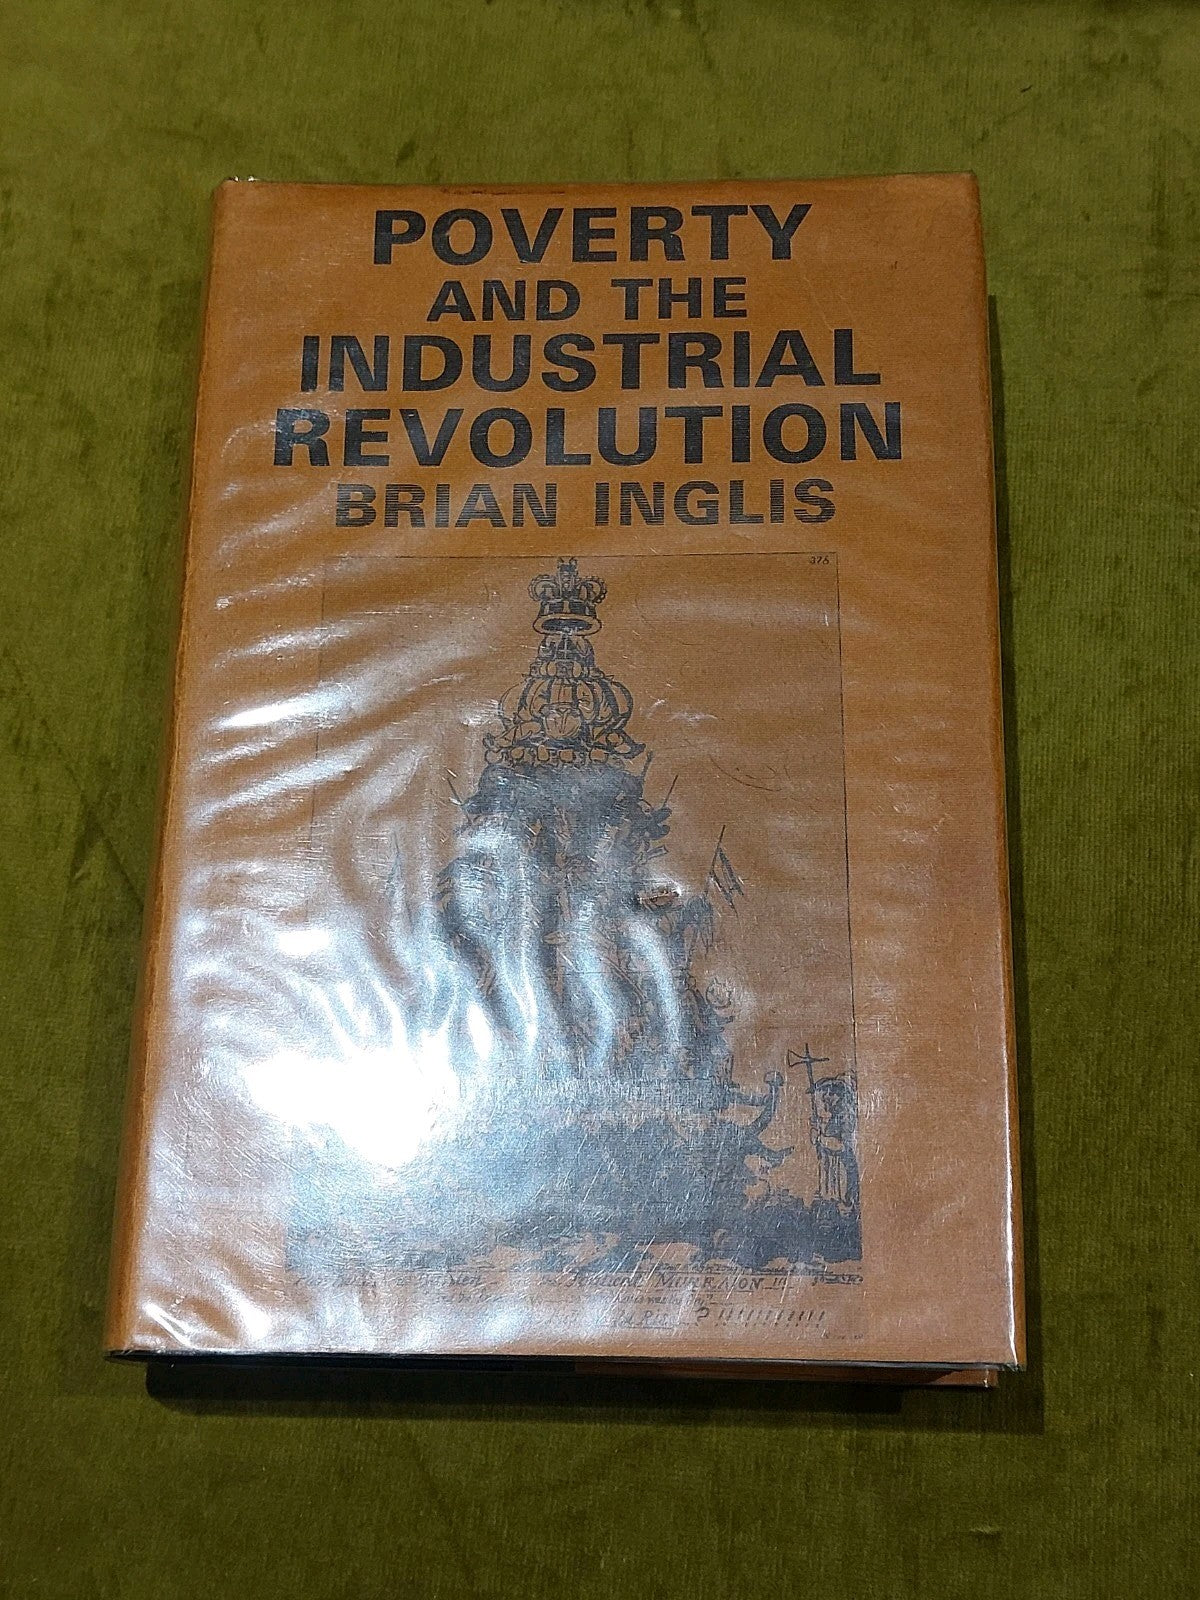 POVERTY
AND THE
INDUSTRIAL
REVOLUTION
BRIAN INGLIS
376
? !!!!!!!!!!!